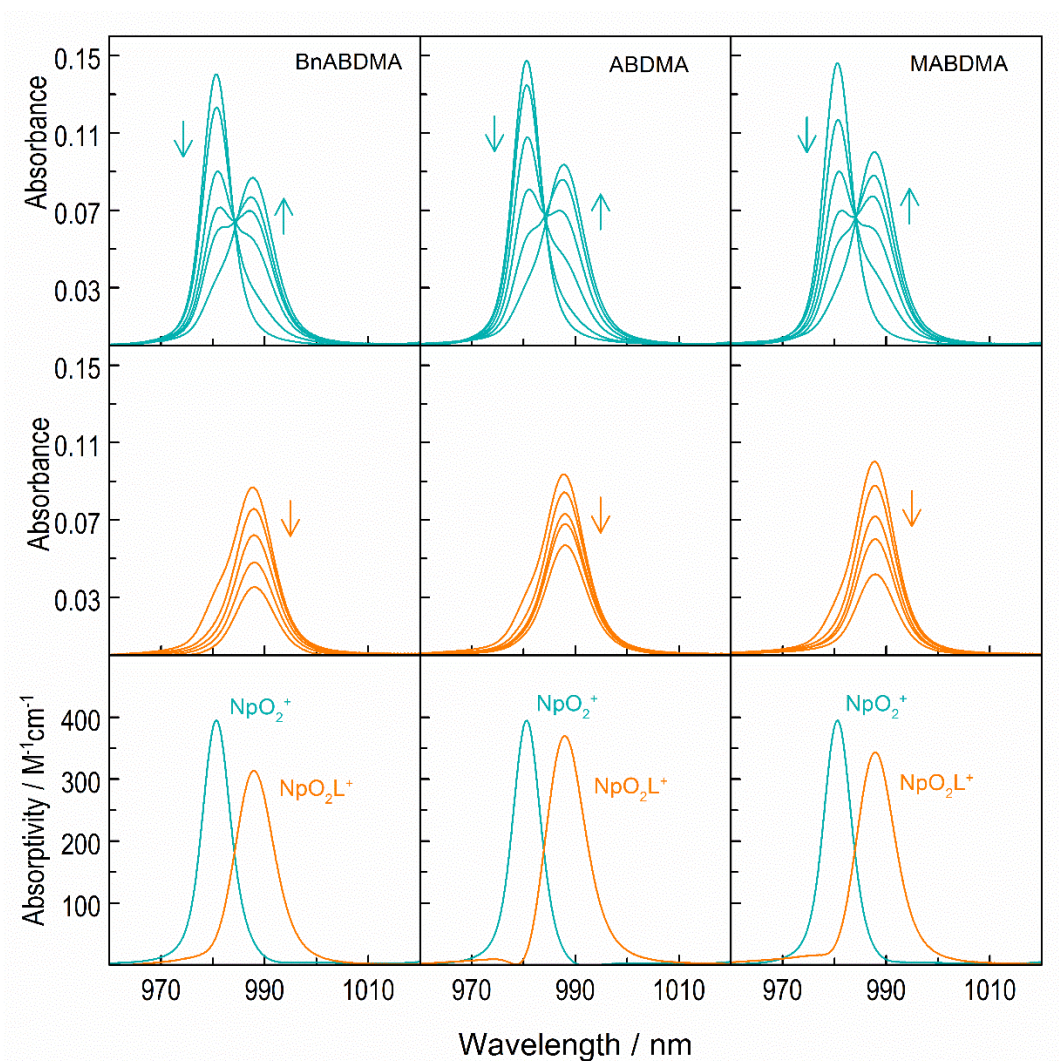 BnABDMA
ABDMA
MABDMA
Absorbance
0.15
0.11
0.07
0.03
Absorbance
0.15
0.11
0.07
0.03
Absorptivity / M⁻¹cm⁻¹
400
300
200
100
NpO₂⁺
NpO₂L⁺
NpO₂⁺
NpO₂L⁺
NpO₂⁺
NpO₂L⁺
970 990 1010 970 990 1010 970 990 1010
Wavelength / nm